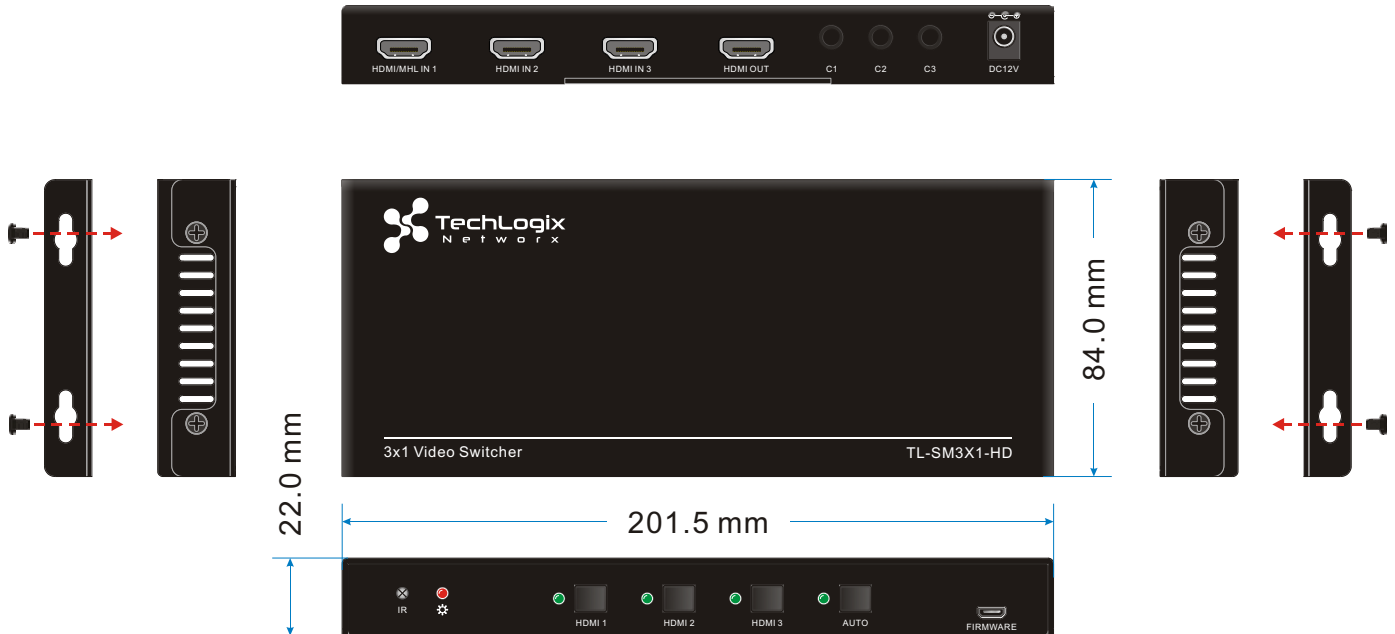 HDMI/MHL IN 1 HDMI IN 2 HDMI IN 3 HDMI OUT C1 C2 C3 DC12V
TechLogix
Networx
84.0 mm
3x1 Video Switcher TL-SM3X1-HD
22.0 mm
201.5 mm
IR HDMI 1 HDMI 2 HDMI 3 AUTO FIRMWARE